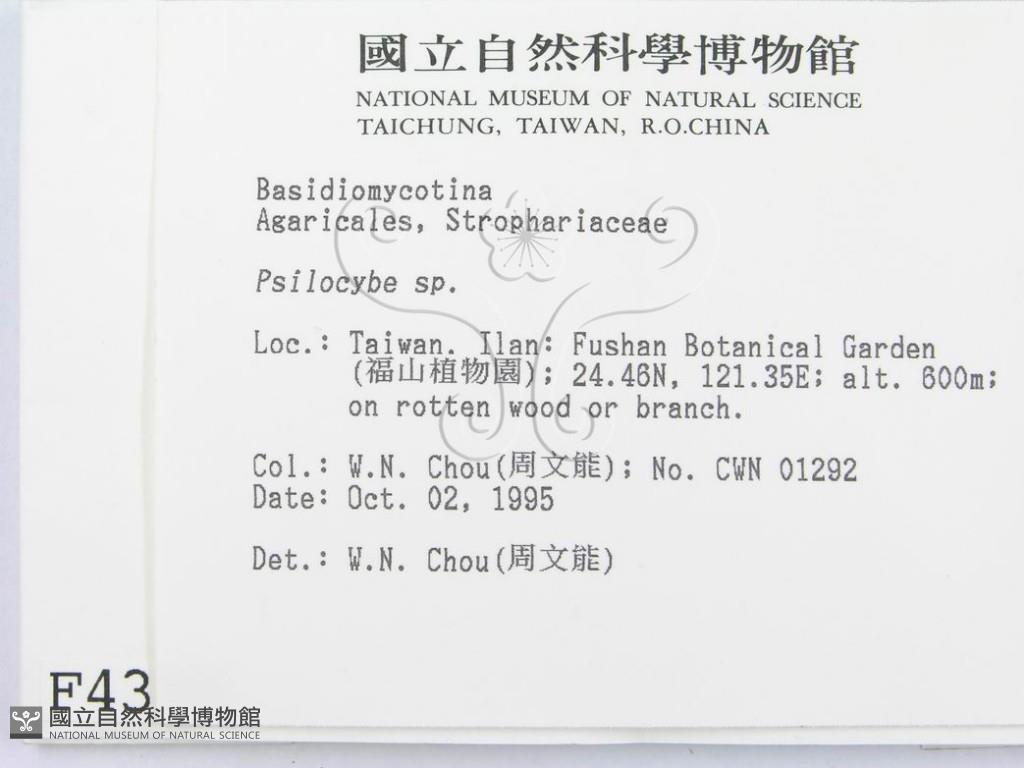 國立自然科學博物館
NATIONAL MUSEUM OF NATURAL SCIENCE
TAICHUNG, TAIWAN, R.O.CHINA
Basidiomycotina
Agaricales, Strophariaceae
Psilocybe sp.
Loc.: Taiwan. Ilan: Fushan Botanical Garden
(福山植物園); 24.46N, 121.35E; alt. 600m;
on rotten wood or branch.
Col.: W.N. Chou(周文能); No. CWN 01292
Date: Oct. 02, 1995
Det.: W.N. Chou(周文能)
F43
國立自然科學博物館
NATIONAL MUSEUM OF NATURAL SCIENCE